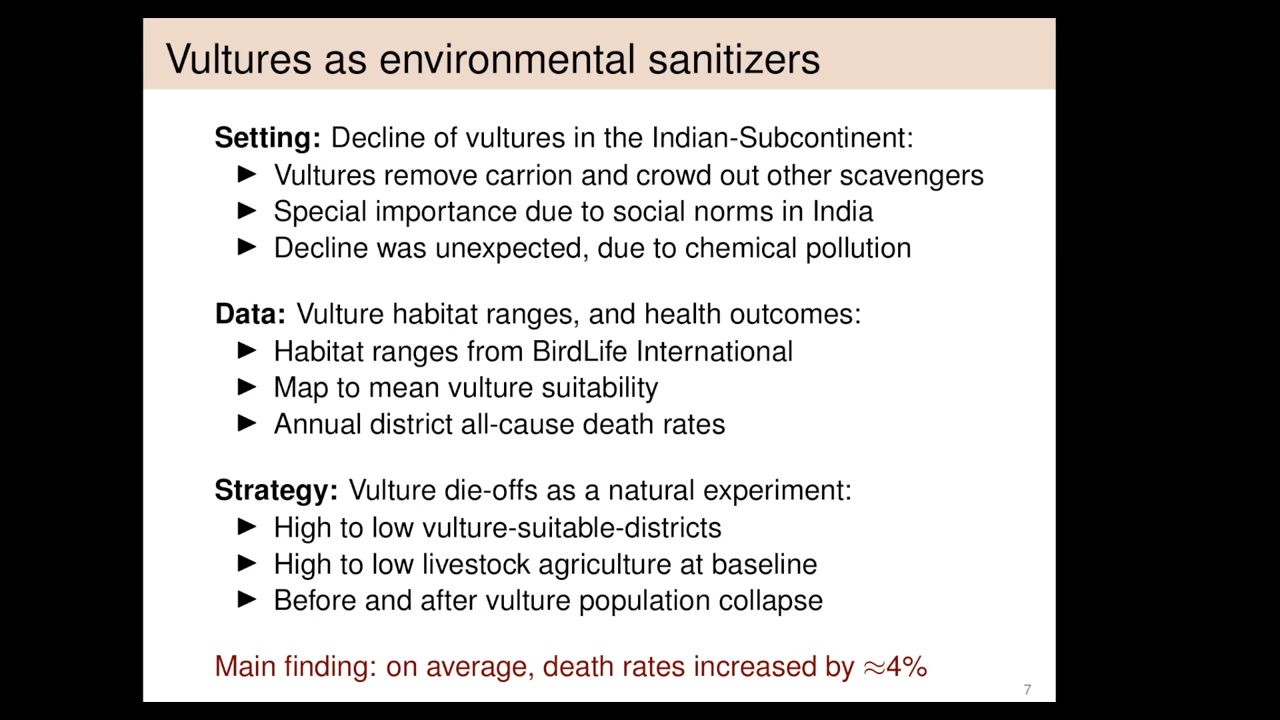 Vultures as environmental sanitizers
Setting: Decline of vultures in the Indian-Subcontinent:
▶ Vultures remove carrion and crowd out other scavengers
▶ Special importance due to social norms in India
▶ Decline was unexpected, due to chemical pollution
Data: Vulture habitat ranges, and health outcomes:
▶ Habitat ranges from BirdLife International
▶ Map to mean vulture suitability
▶ Annual district all-cause death rates
Strategy: Vulture die-offs as a natural experiment:
▶ High to low vulture-suitable-districts
▶ High to low livestock agriculture at baseline
▶ Before and after vulture population collapse
Main finding: on average, death rates increased by ≈4%
7